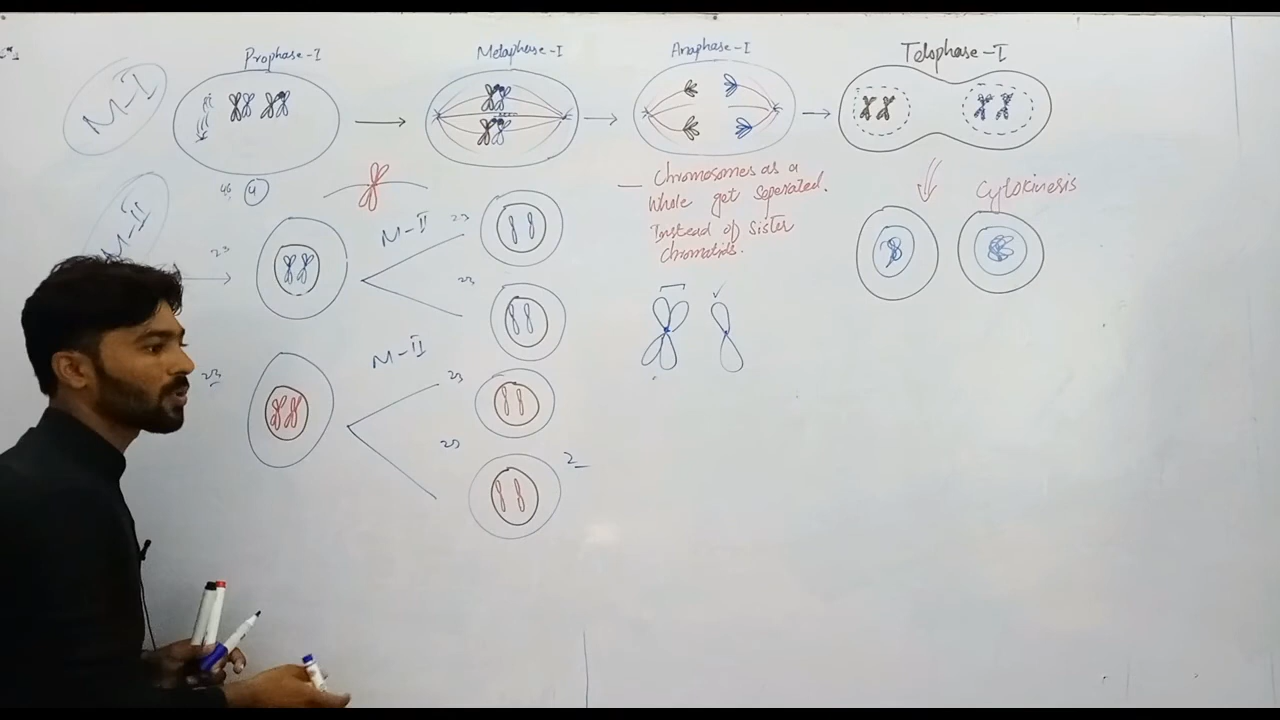 Prophase-I
Metaphase-I
Anaphase-I
Telophase-I
M-I
46
4
— Chromosomes as a
Whole get Seperated.
Instead of Sister
chromatids.
Cytokinesis
M-II
23
M-II
23
23
23
M-II
23
23
2